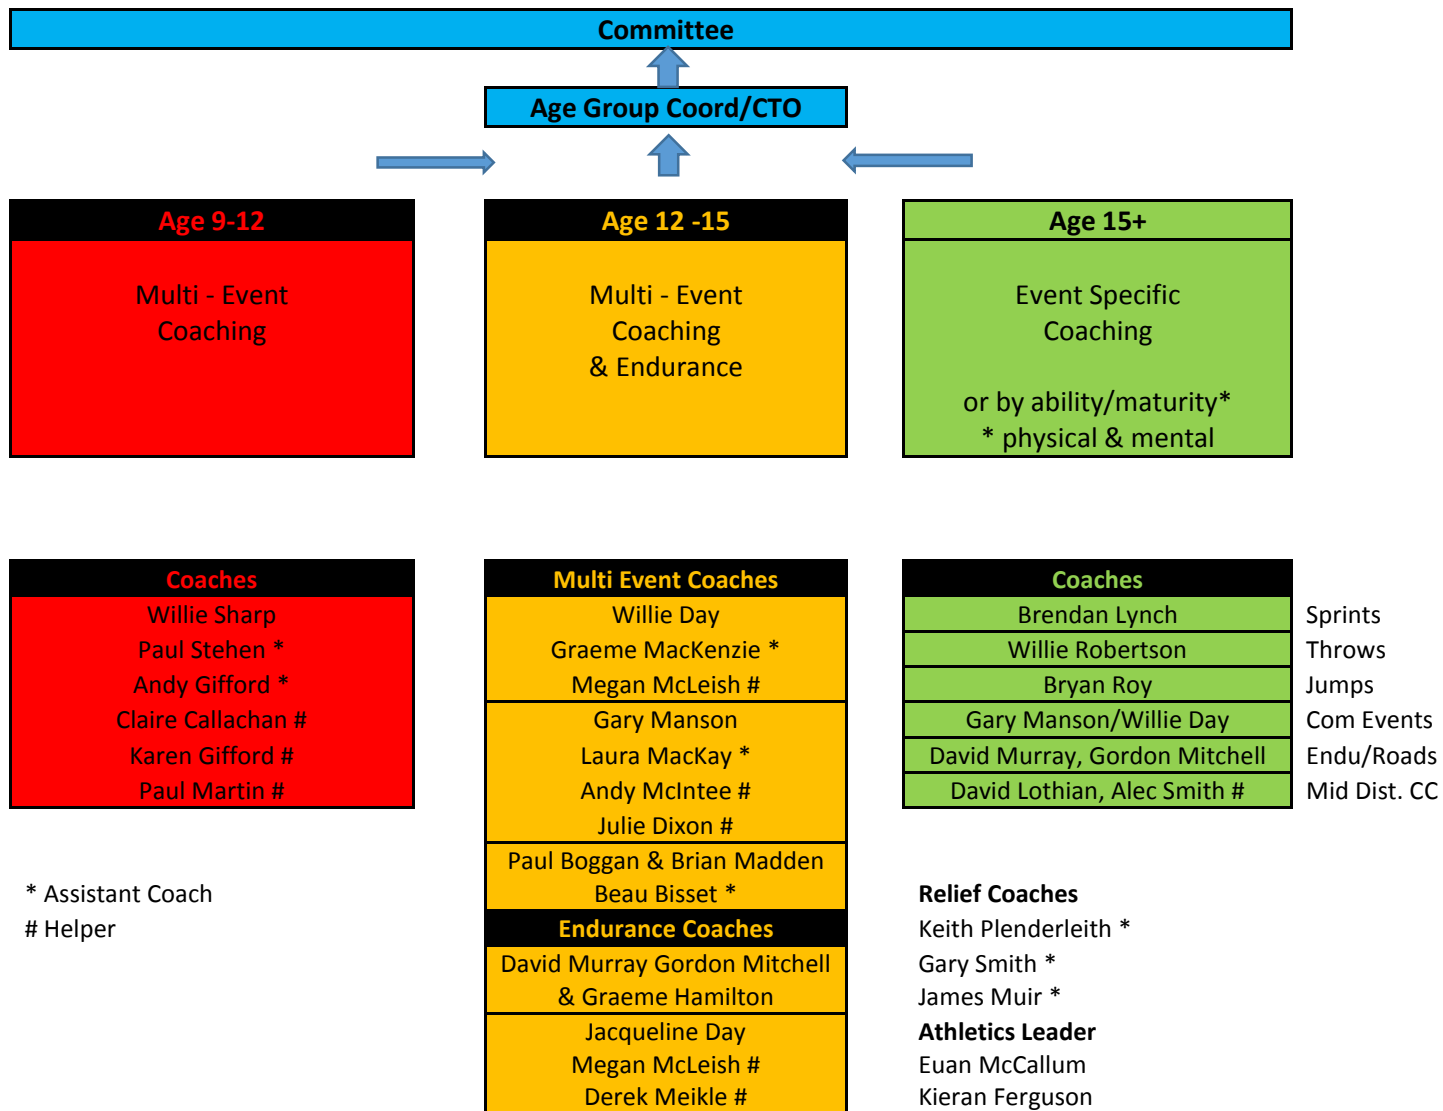 Committee
Age Group Coord/CTO
Age 9-12
Multi - Event
Coaching
Age 12 -15
Multi - Event
Coaching
& Endurance
Age 15+
Event Specific
Coaching
or by ability/maturity*
* physical & mental
Coaches
Willie Sharp
Paul Stehen *
Andy Gifford *
Claire Callachan #
Karen Gifford #
Paul Martin #
* Assistant Coach
# Helper
Multi Event Coaches
Willie Day
Graeme MacKenzie *
Megan McLeish #
Gary Manson
Laura MacKay *
Andy McIntee #
Julie Dixon #
Paul Boggan & Brian Madden
Beau Bisset *
Endurance Coaches
David Murray Gordon Mitchell
& Graeme Hamilton
Jacqueline Day
Megan McLeish #
Derek Meikle #
Coaches
Brendan Lynch Sprints
Willie Robertson Throws
Bryan Roy Jumps
Gary Manson/Willie Day Com Events
David Murray, Gordon Mitchell Endu/Roads
David Lothian, Alec Smith # Mid Dist. CC
Relief Coaches
Keith Plenderleith *
Gary Smith *
James Muir *
Athletics Leader
Euan McCallum
Kieran Ferguson